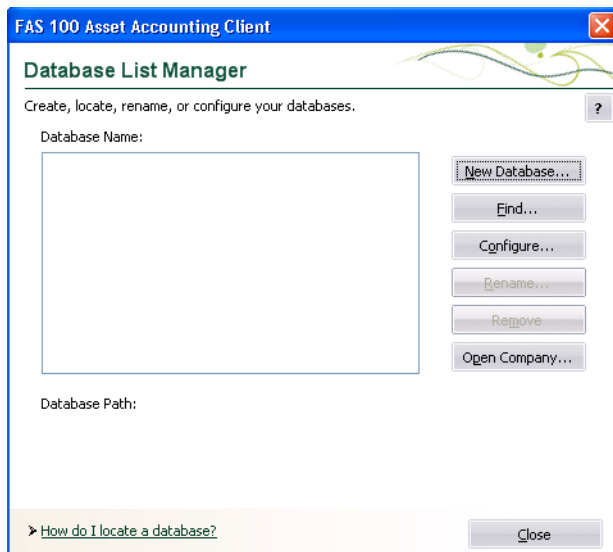 FAS 100 Asset Accounting Client
Database List Manager
Create, locate, rename, or configure your databases.
?
Database Name:
New Database...
Find...
Configure...
Rename...
Remove
Open Company...
Database Path:
How do I locate a database?
Close